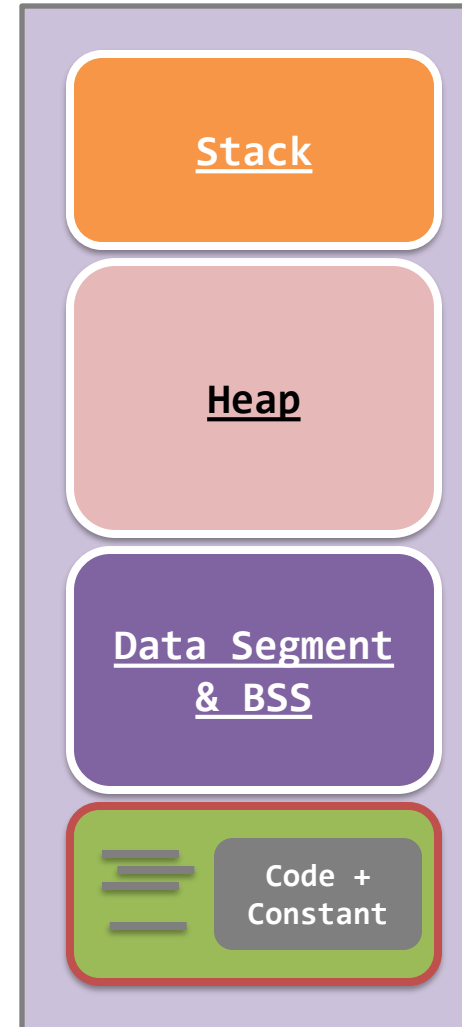 Stack
Heap
Data Segment
& BSS
Code +
Constant